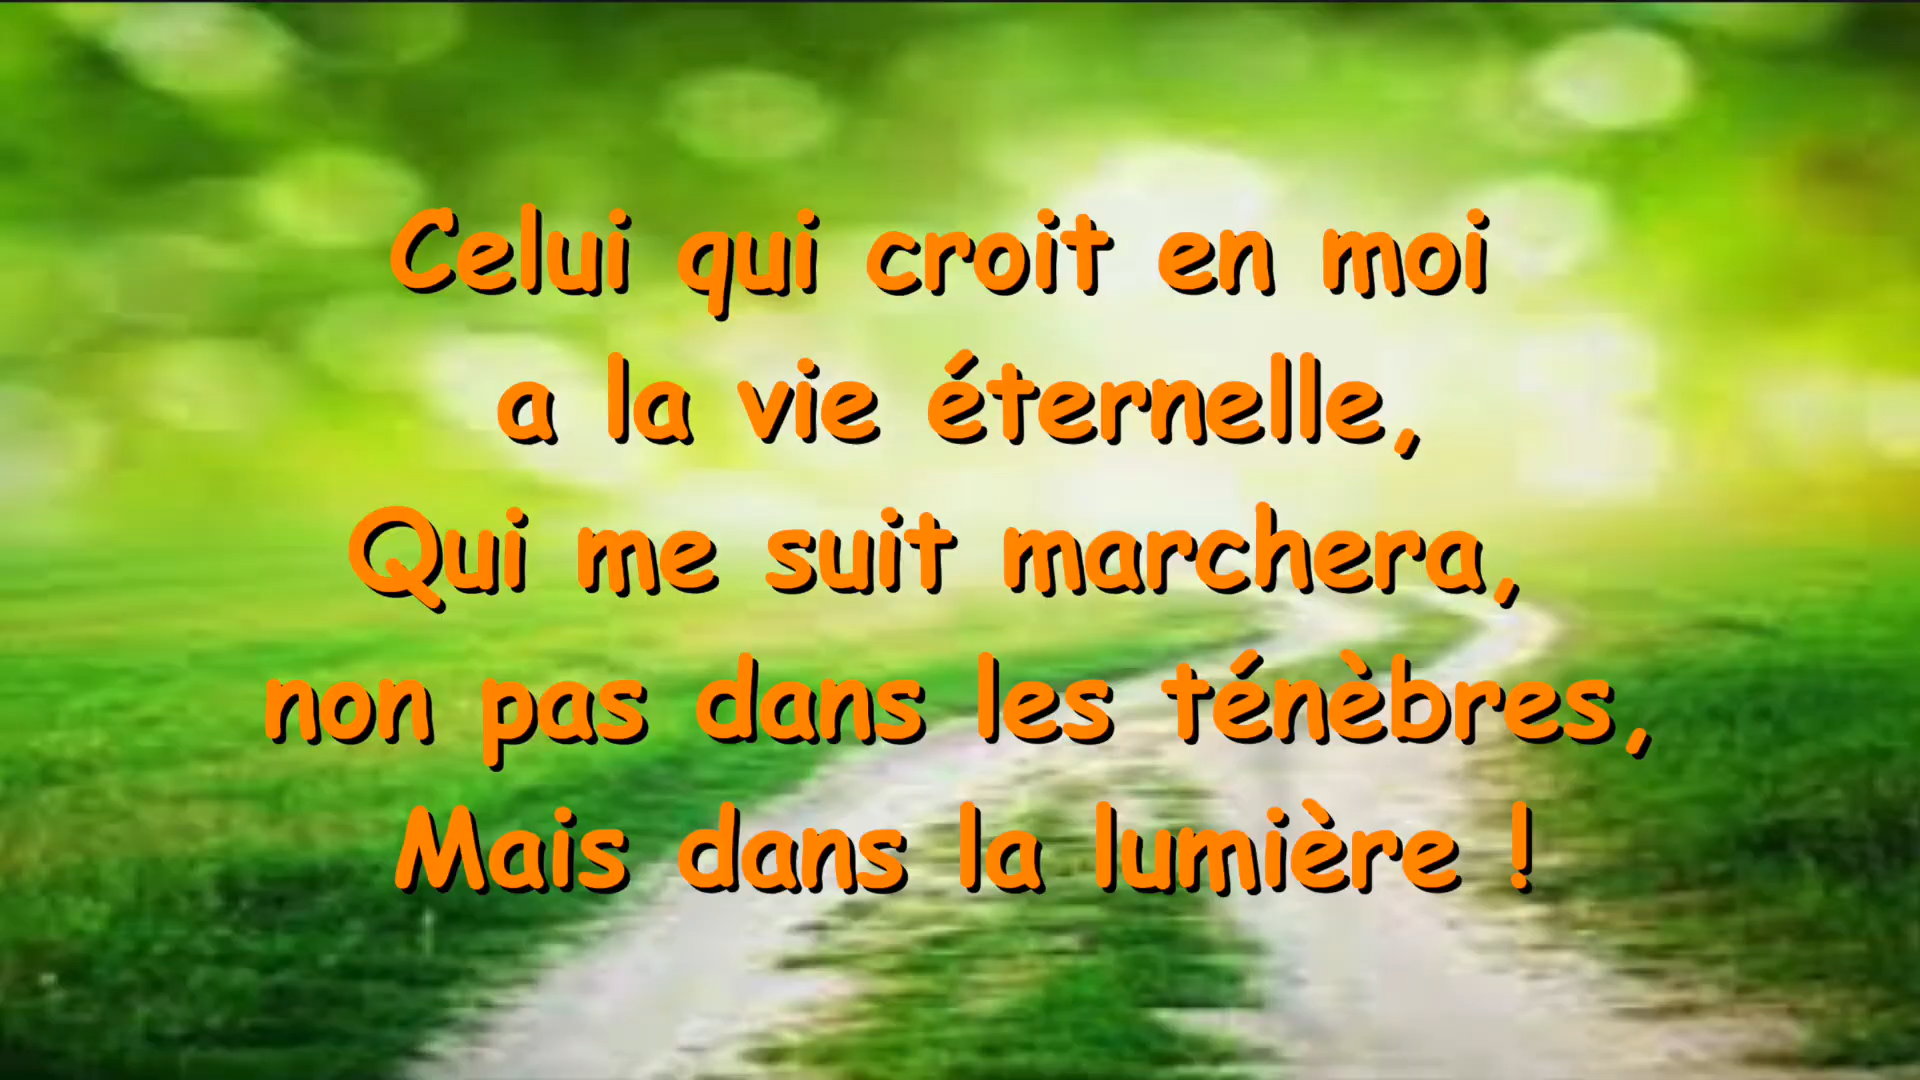 Celui qui croit en moi
a la vie éternelle,
Qui me suit marchera,
non pas dans les ténèbres,
Mais dans la lumière !